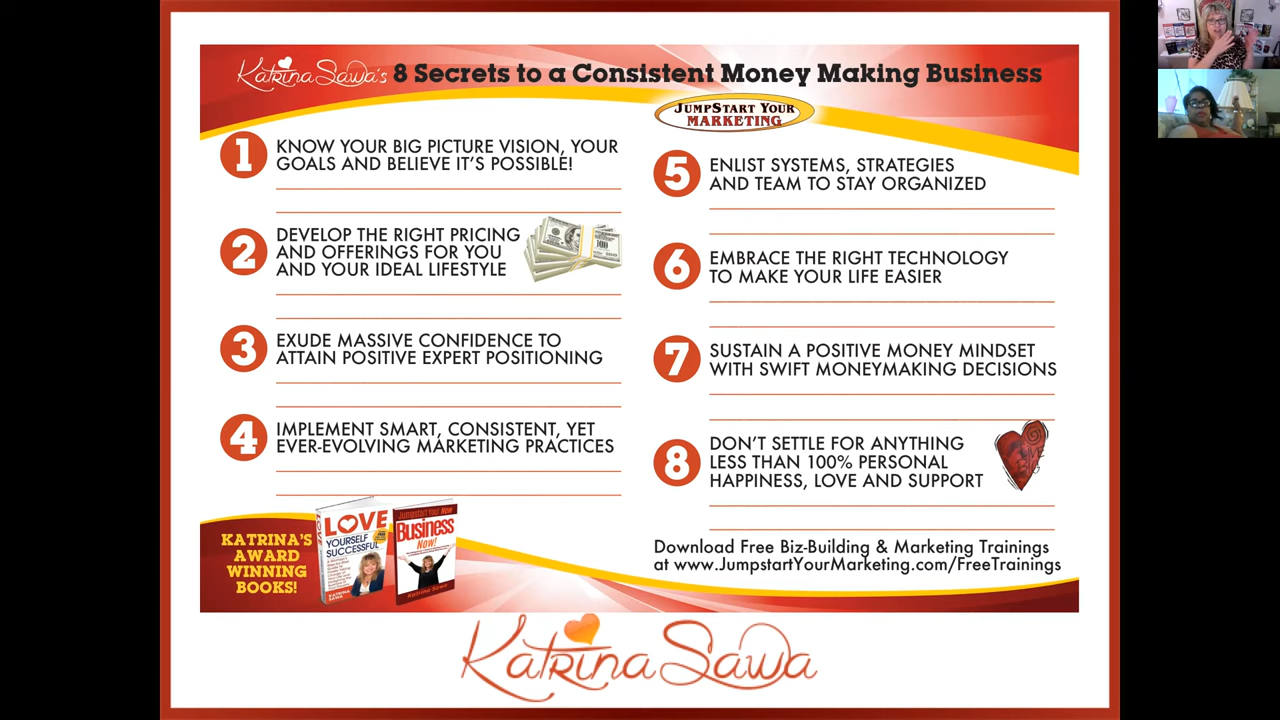 Katrina Sawa's 8 Secrets to a Consistent Money Making Business
JUMPSTART YOUR
MARKETING
1 KNOW YOUR BIG PICTURE VISION, YOUR
GOALS AND BELIEVE IT'S POSSIBLE!
2 DEVELOP THE RIGHT PRICING
AND OFFERINGS FOR YOU
AND YOUR IDEAL LIFESTYLE
3 EXUDE MASSIVE CONFIDENCE TO
ATTAIN POSITIVE EXPERT POSITIONING
4 IMPLEMENT SMART, CONSISTENT, YET
EVER-EVOLVING MARKETING PRACTICES
5 ENLIST SYSTEMS, STRATEGIES
AND TEAM TO STAY ORGANIZED
6 EMBRACE THE RIGHT TECHNOLOGY
TO MAKE YOUR LIFE EASIER
7 SUSTAIN A POSITIVE MONEY MINDSET
WITH SWIFT MONEYMAKING DECISIONS
8 DON'T SETTLE FOR ANYTHING
LESS THAN 100% PERSONAL
HAPPINESS, LOVE AND SUPPORT
KATRINA'S
AWARD
WINNING
BOOKS!
LOVE
YOURSELF
SUCCESSFUL
KATRINA
SAWA
Business
Now!
Katrina Sawa
Download Free Biz-Building & Marketing Trainings
at www.JumpstartYourMarketing.com/FreeTrainings
Katrina Sawa